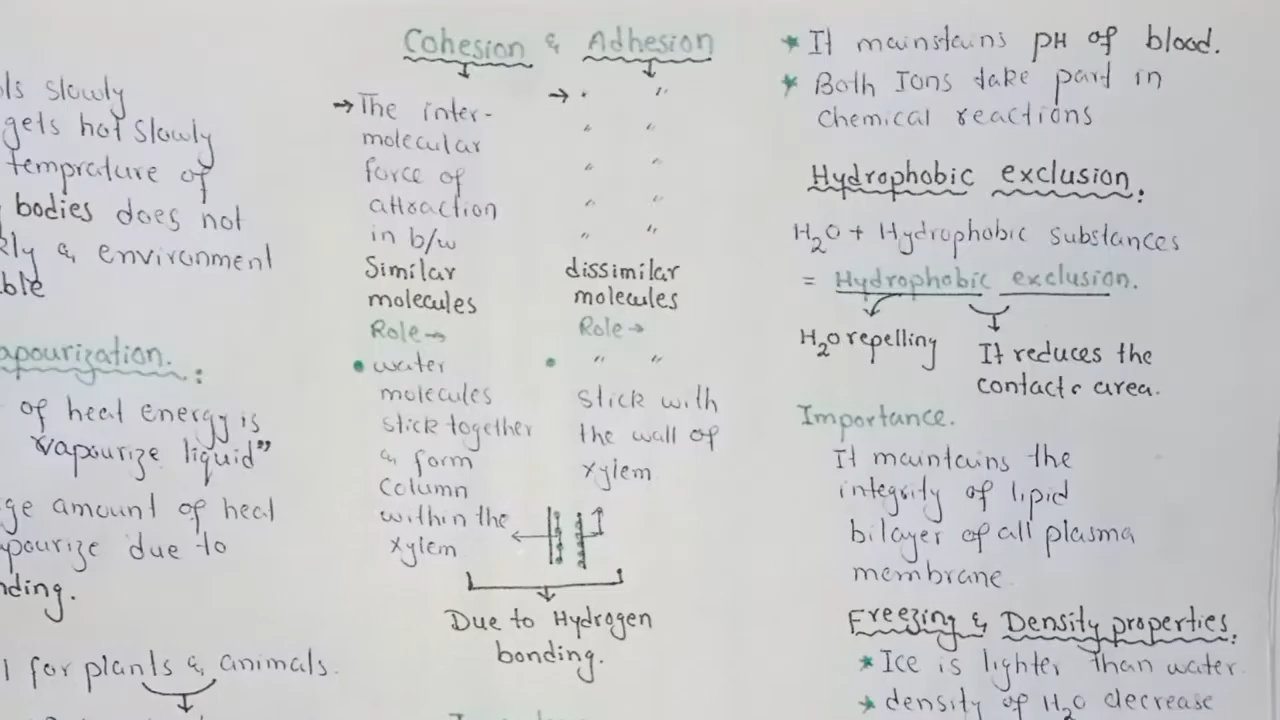 ols slowly
gets hot slowly
temprature of
bodies does not
kly & environment
ble
apourization.
of heat energy is
vapourize liquid"
ge amount of heat
pourize due to
nding.
l for plants & animals.
Cohesion & Adhesion
→ The inter-
molecular
force of
attraction
in b/w
Similar
molecules
Role →
• water
molecules
stick together
& form
column
within the
xylem
→ " "
" "
" "
" "
" "
dissimilar
molecules
Role →
• " "
stick with
the wall of
xylem
Due to Hydrogen
bonding.
* It mainstains pH of blood.
* Both Ions take part in
chemical reactions
Hydrophobic exclusion.
H₂O + Hydrophobic substances
= Hydrophobic exclusion.
H₂O repelling
It reduces the
contact area.
Importance.
It maintains the
integrity of lipid
bilayer of all plasma
membrane
Freezing & Density properties.
* Ice is lighter than water.
* density of H₂O decrease